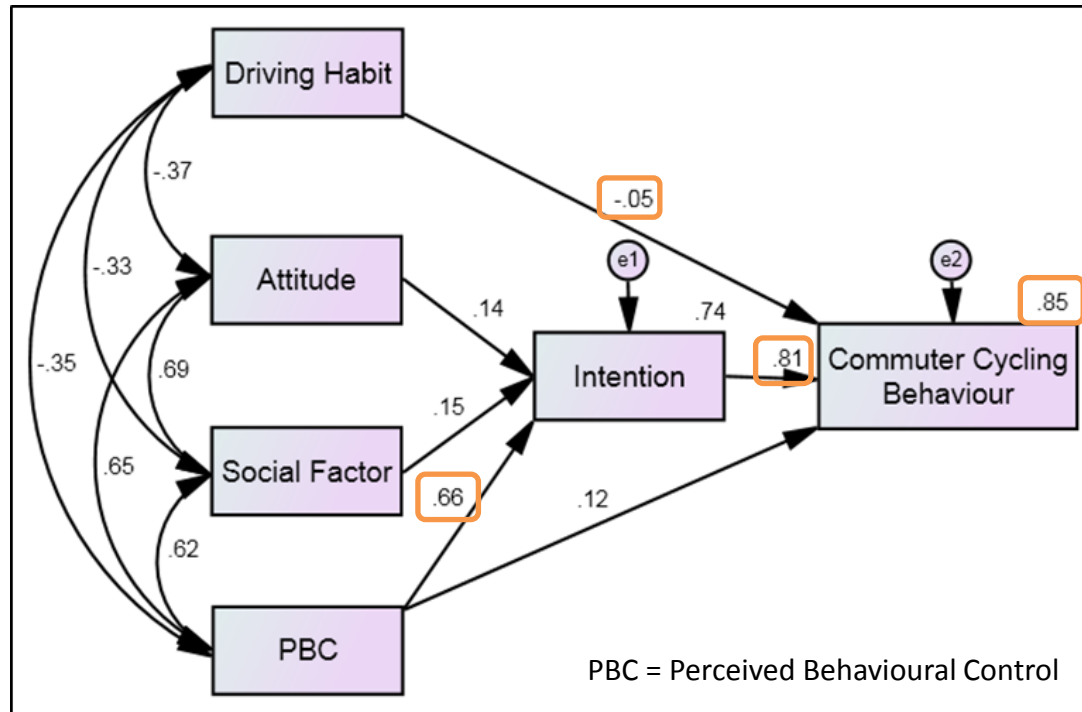 Driving Habit
-.37
-.05
-.33
e1
e2
Attitude
.14
.74
.85
-.35
.69
Intention
.81
Commuter Cycling
Behaviour
.15
.65
Social Factor
.66
.12
.62
PBC
PBC = Perceived Behavioural Control